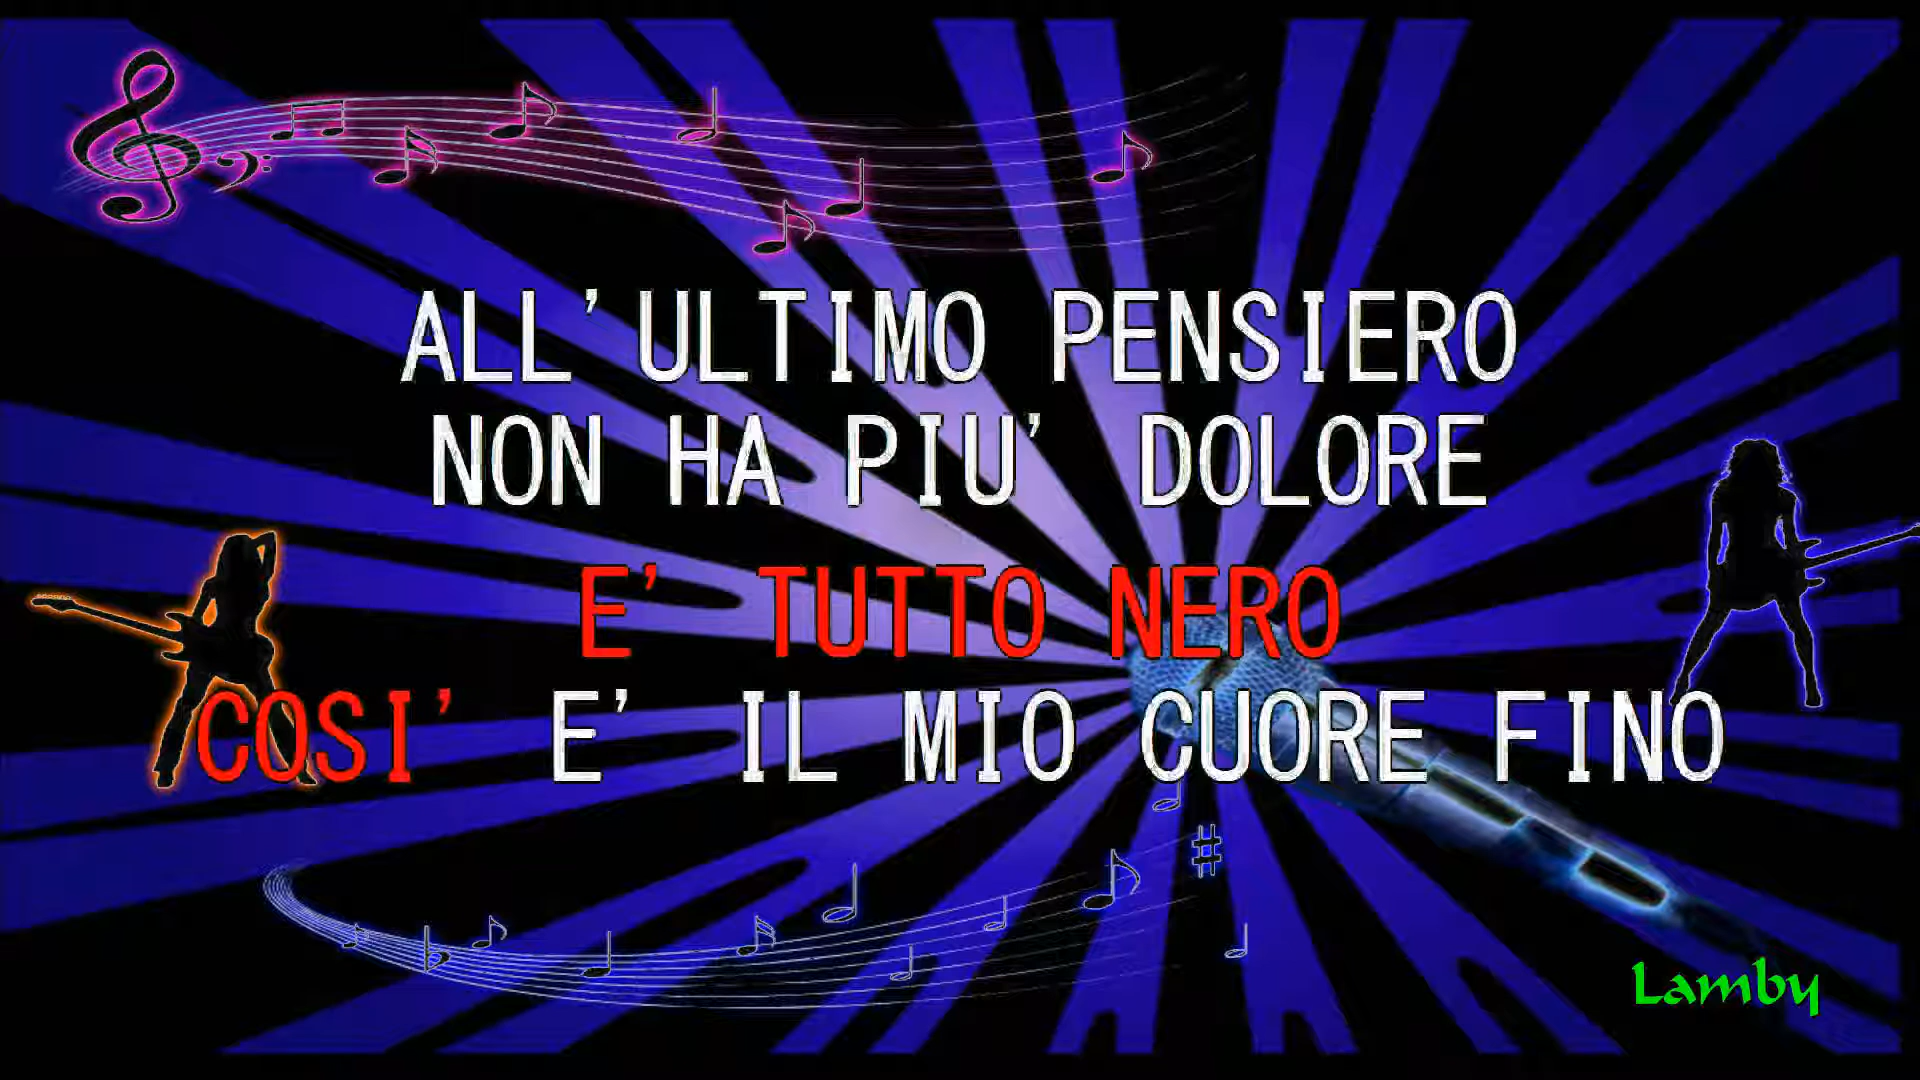 ALL'ULTIMO PENSIERO
NON HA PIU' DOLORE
E' TUTTO NERO
COSI' E' IL MIO CUORE FINO
Lamby